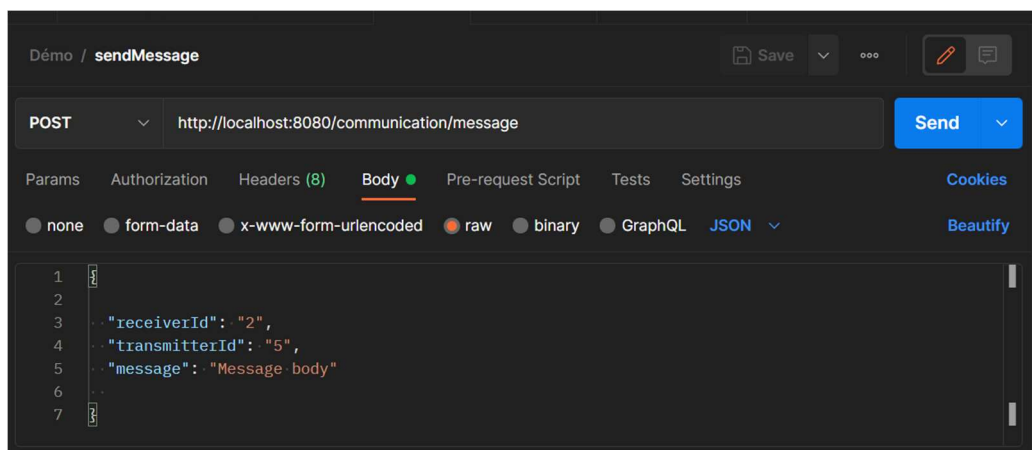 Démo / sendMessage Save ooo
POST http://localhost:8080/communication/message Send
Params Authorization Headers (8) Body Pre-request Script Tests Settings Cookies
none form-data x-www-form-urlencoded raw binary GraphQL JSON Beautify
1 {
2
3 "receiverId": "2",
4 "transmitterId": "5",
5 "message": "Message body"
6
7 }